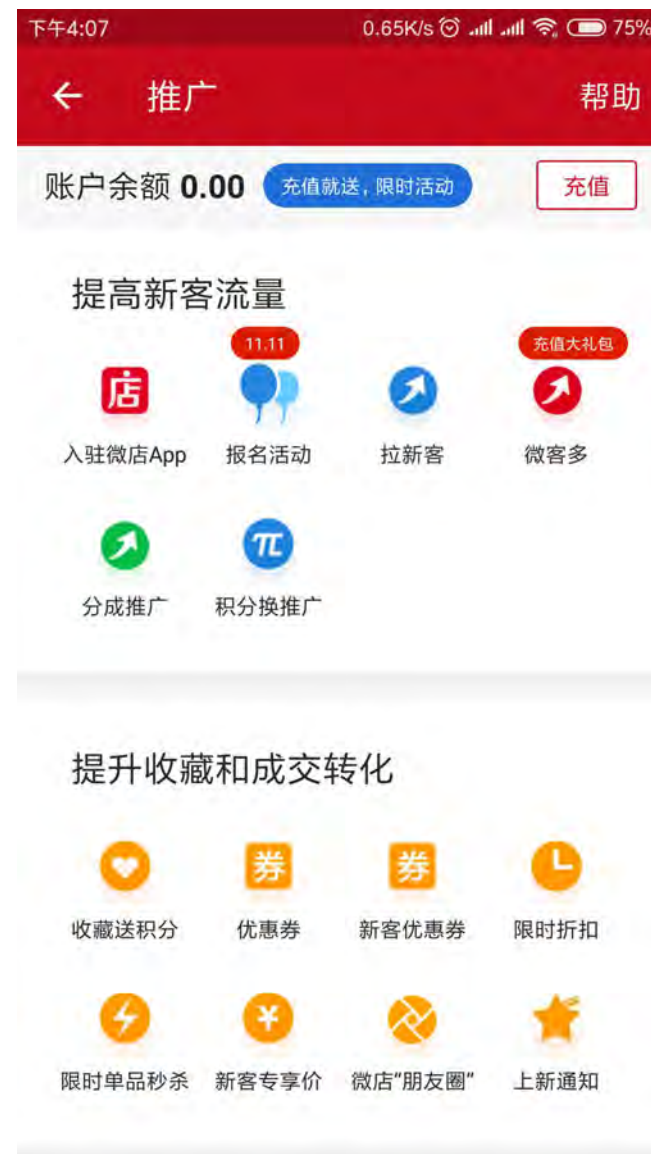 下午4:07 0.65K/s 75%
推广 帮助
账户余额 0.00 充值就送，限时活动 充值
提高新客流量
11.11 充值大礼包
店
入驻微店App 报名活动 拉新客 微客多
分成推广 积分换推广
提升收藏和成交转化
券 券
收藏送积分 优惠券 新客优惠券 限时折扣
¥
限时单品秒杀 新客专享价 微店"朋友圈" 上新通知